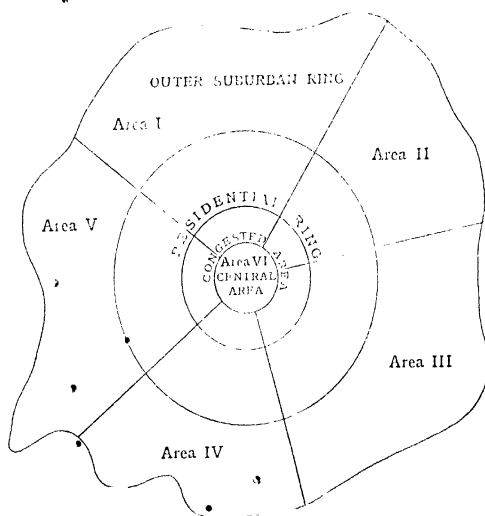 OUTER SUBURBAN RING
Area I
Area II
RESIDENTIAL RING
Area V
CONGESTED AREA
Area VI
CENTRAL
AREA
Area III
Area IV